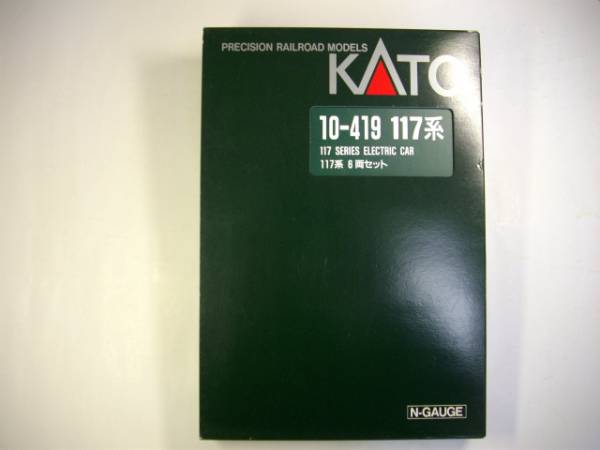 PRECISION RAILROAD MODELS
KATO
10-419 117系
117 SERIES ELECTRIC CAR
117系 6両セット
N-GAUGE